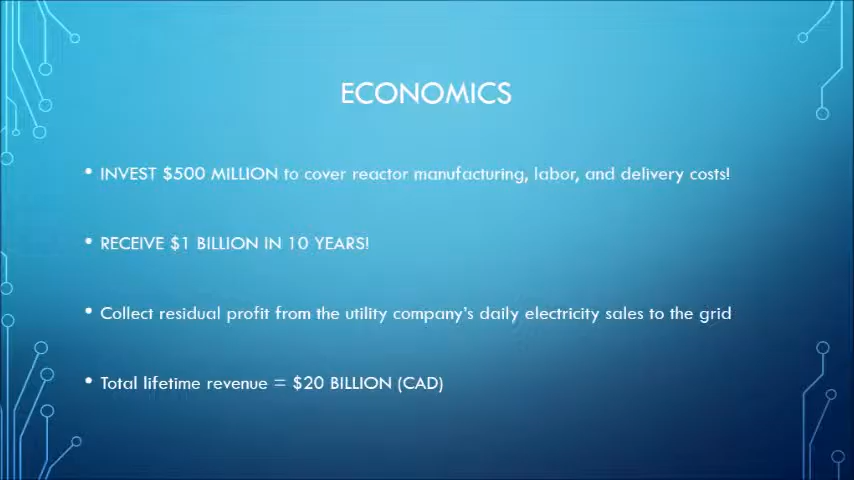 ECONOMICS
• INVEST $500 MILLION to cover reactor manufacturing, labor, and delivery costs!
• RECEIVE $1 BILLION IN 10 YEARS!
• Collect residual profit from the utility company's daily electricity sales to the grid
• Total lifetime revenue = $20 BILLION (CAD)